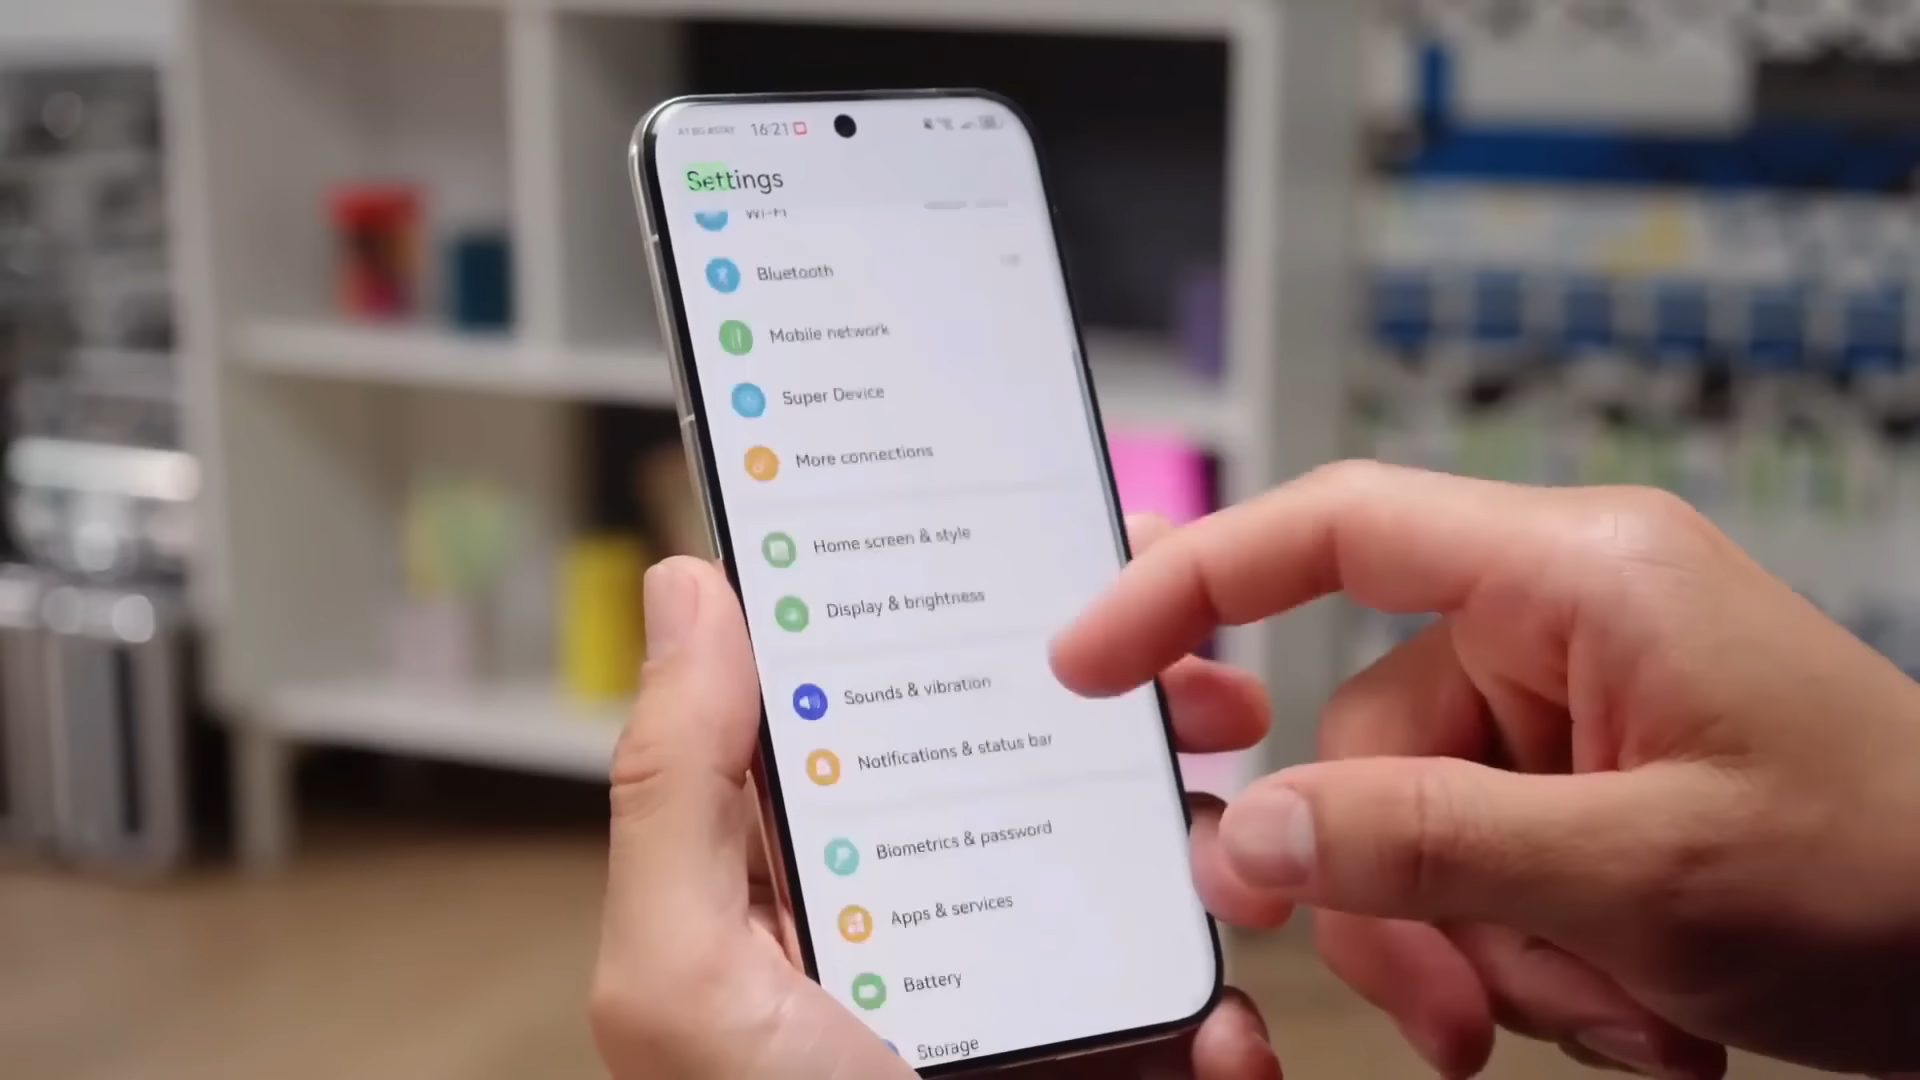 16:21
Settings
Wi-Fi
Bluetooth
Mobile network
Super Device
More connections
Home screen & style
Display & brightness
Sounds & vibration
Notifications & status bar
Biometrics & password
Apps & services
Battery
Storage